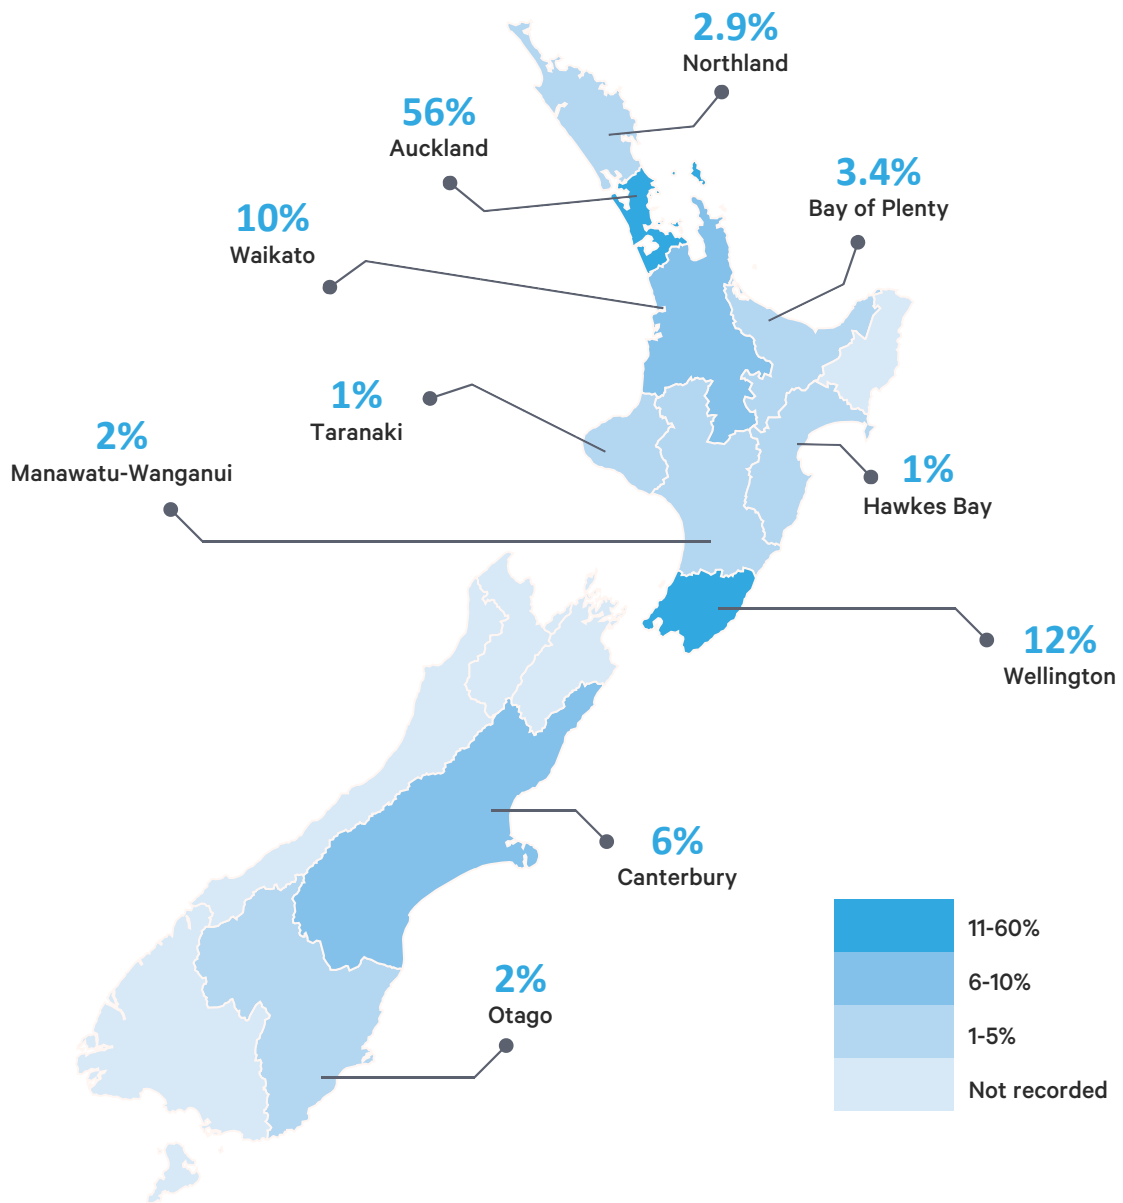 2.9%
Northland
56%
Auckland
3.4%
Bay of Plenty
10%
Waikato
1%
Taranaki
2%
Manawatu-Wanganui
1%
Hawkes Bay
12%
Wellington
6%
Canterbury
2%
Otago
11-60%
6-10%
1-5%
Not recorded